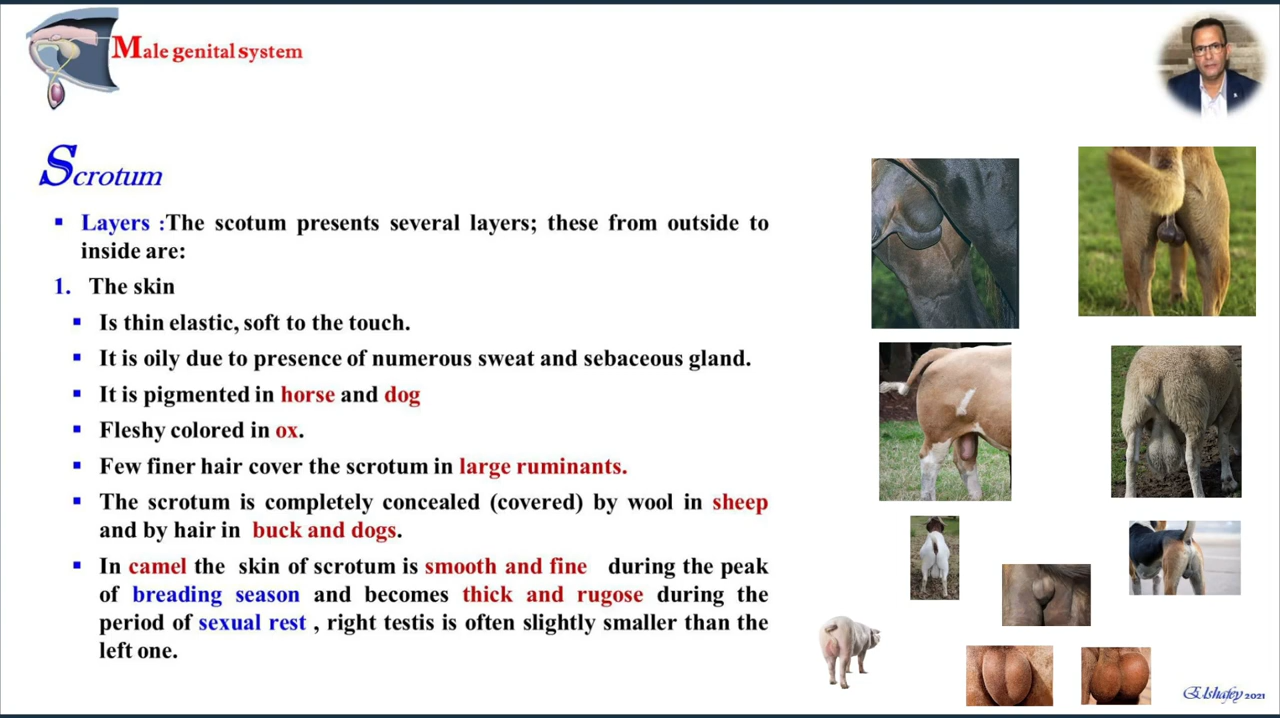 Male genital system
Scrotum
▪ Layers :The scotum presents several layers; these from outside to
inside are:
1. The skin
▪ Is thin elastic, soft to the touch.
▪ It is oily due to presence of numerous sweat and sebaceous gland.
▪ It is pigmented in horse and dog
▪ Fleshy colored in ox.
▪ Few finer hair cover the scrotum in large ruminants.
▪ The scrotum is completely concealed (covered) by wool in sheep
and by hair in buck and dogs.
▪ In camel the skin of scrotum is smooth and fine during the peak
of breading season and becomes thick and rugose during the
period of sexual rest , right testis is often slightly smaller than the
left one.
Elshafey 2021